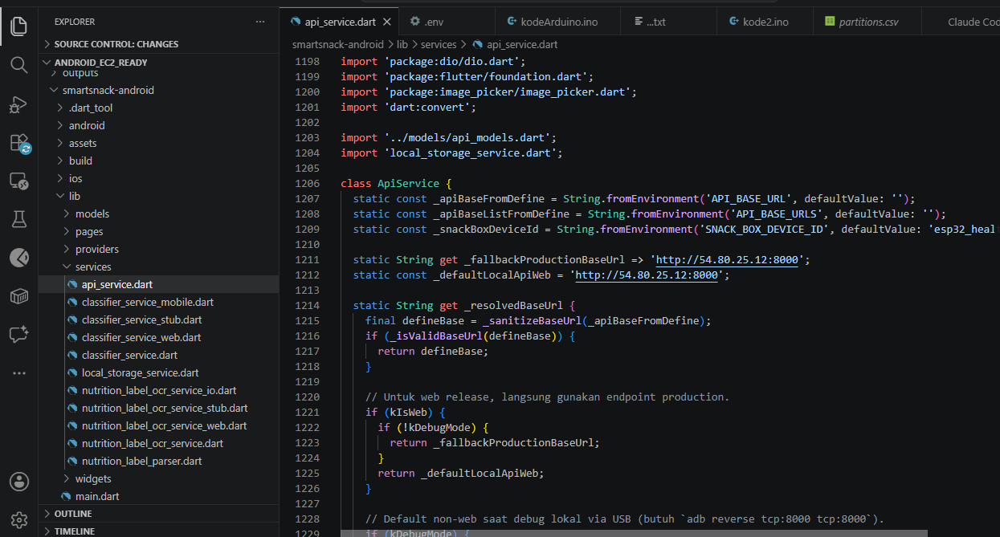 EXPLORER
SOURCE CONTROL: CHANGES
ANDROID_EC2_READY
outputs
smartsnack-android
.dart_tool
android
assets
build
ios
lib
models
pages
providers
services
api_service.dart
classifier_service_mobile.dart
classifier_service_stub.dart
classifier_service_web.dart
classifier_service.dart
local_storage_service.dart
nutrition_label_ocr_service_io.dart
nutrition_label_ocr_service_stub.dart
nutrition_label_ocr_service_web.dart
nutrition_label_ocr_service.dart
nutrition_label_parser.dart
widgets
main.dart
OUTLINE
TIMELINE
api_service.dart
.env
kodeArduino.ino
...txt
kode2.ino
partitions.csv
Claude Coc
smartsnack-android > lib > services > api_service.dart
1198 import 'package:dio/dio.dart';
1199 import 'package:flutter/foundation.dart';
1200 import 'package:image_picker/image_picker.dart';
1201 import 'dart:convert';
1202
1203 import '../models/api_models.dart';
1204 import 'local_storage_service.dart';
1205
1206 class ApiService {
1207 static const _apiBaseFromDefine = String.fromEnvironment('API_BASE_URL', defaultValue: '');
1208 static const _apiBaseListFromDefine = String.fromEnvironment('API_BASE_URLS', defaultValue: '');
1209 static const _snackBoxDeviceId = String.fromEnvironment('SNACK_BOX_DEVICE_ID', defaultValue: 'esp32_heal
1210
1211 static String get _fallbackProductionBaseUrl => 'http://54.80.25.12:8000';
1212 static const _defaultLocalApiWeb = 'http://54.80.25.12:8000';
1213
1214 static String get _resolvedBaseUrl {
1215 final defineBase = _sanitizeBaseUrl(_apiBaseFromDefine);
1216 if (_isValidBaseUrl(defineBase)) {
1217 return defineBase;
1218 }
1219
1220 // Untuk web release, langsung gunakan endpoint production.
1221 if (kIsWeb) {
1222 if (!kDebugMode) {
1223 return _fallbackProductionBaseUrl;
1224 }
1225 return _defaultLocalApiWeb;
1226 }
1227
1228 // Default non-web saat debug lokal via USB (butuh `adb reverse tcp:8000 tcp:8000`).
1229 if (kDebugMode) {